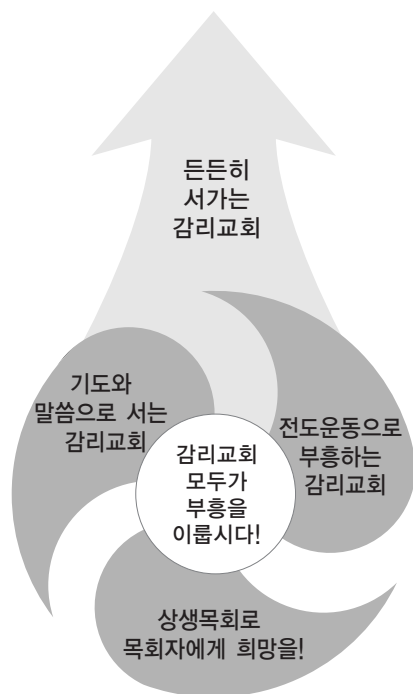 든든히
서가는
감리교회
기도와
말씀으로 서는
감리교회
전도운동으로
부흥하는
감리교회
감리교회
모두가
부흥을
이룹시다!
상생목회로
목회자에게 희망을!